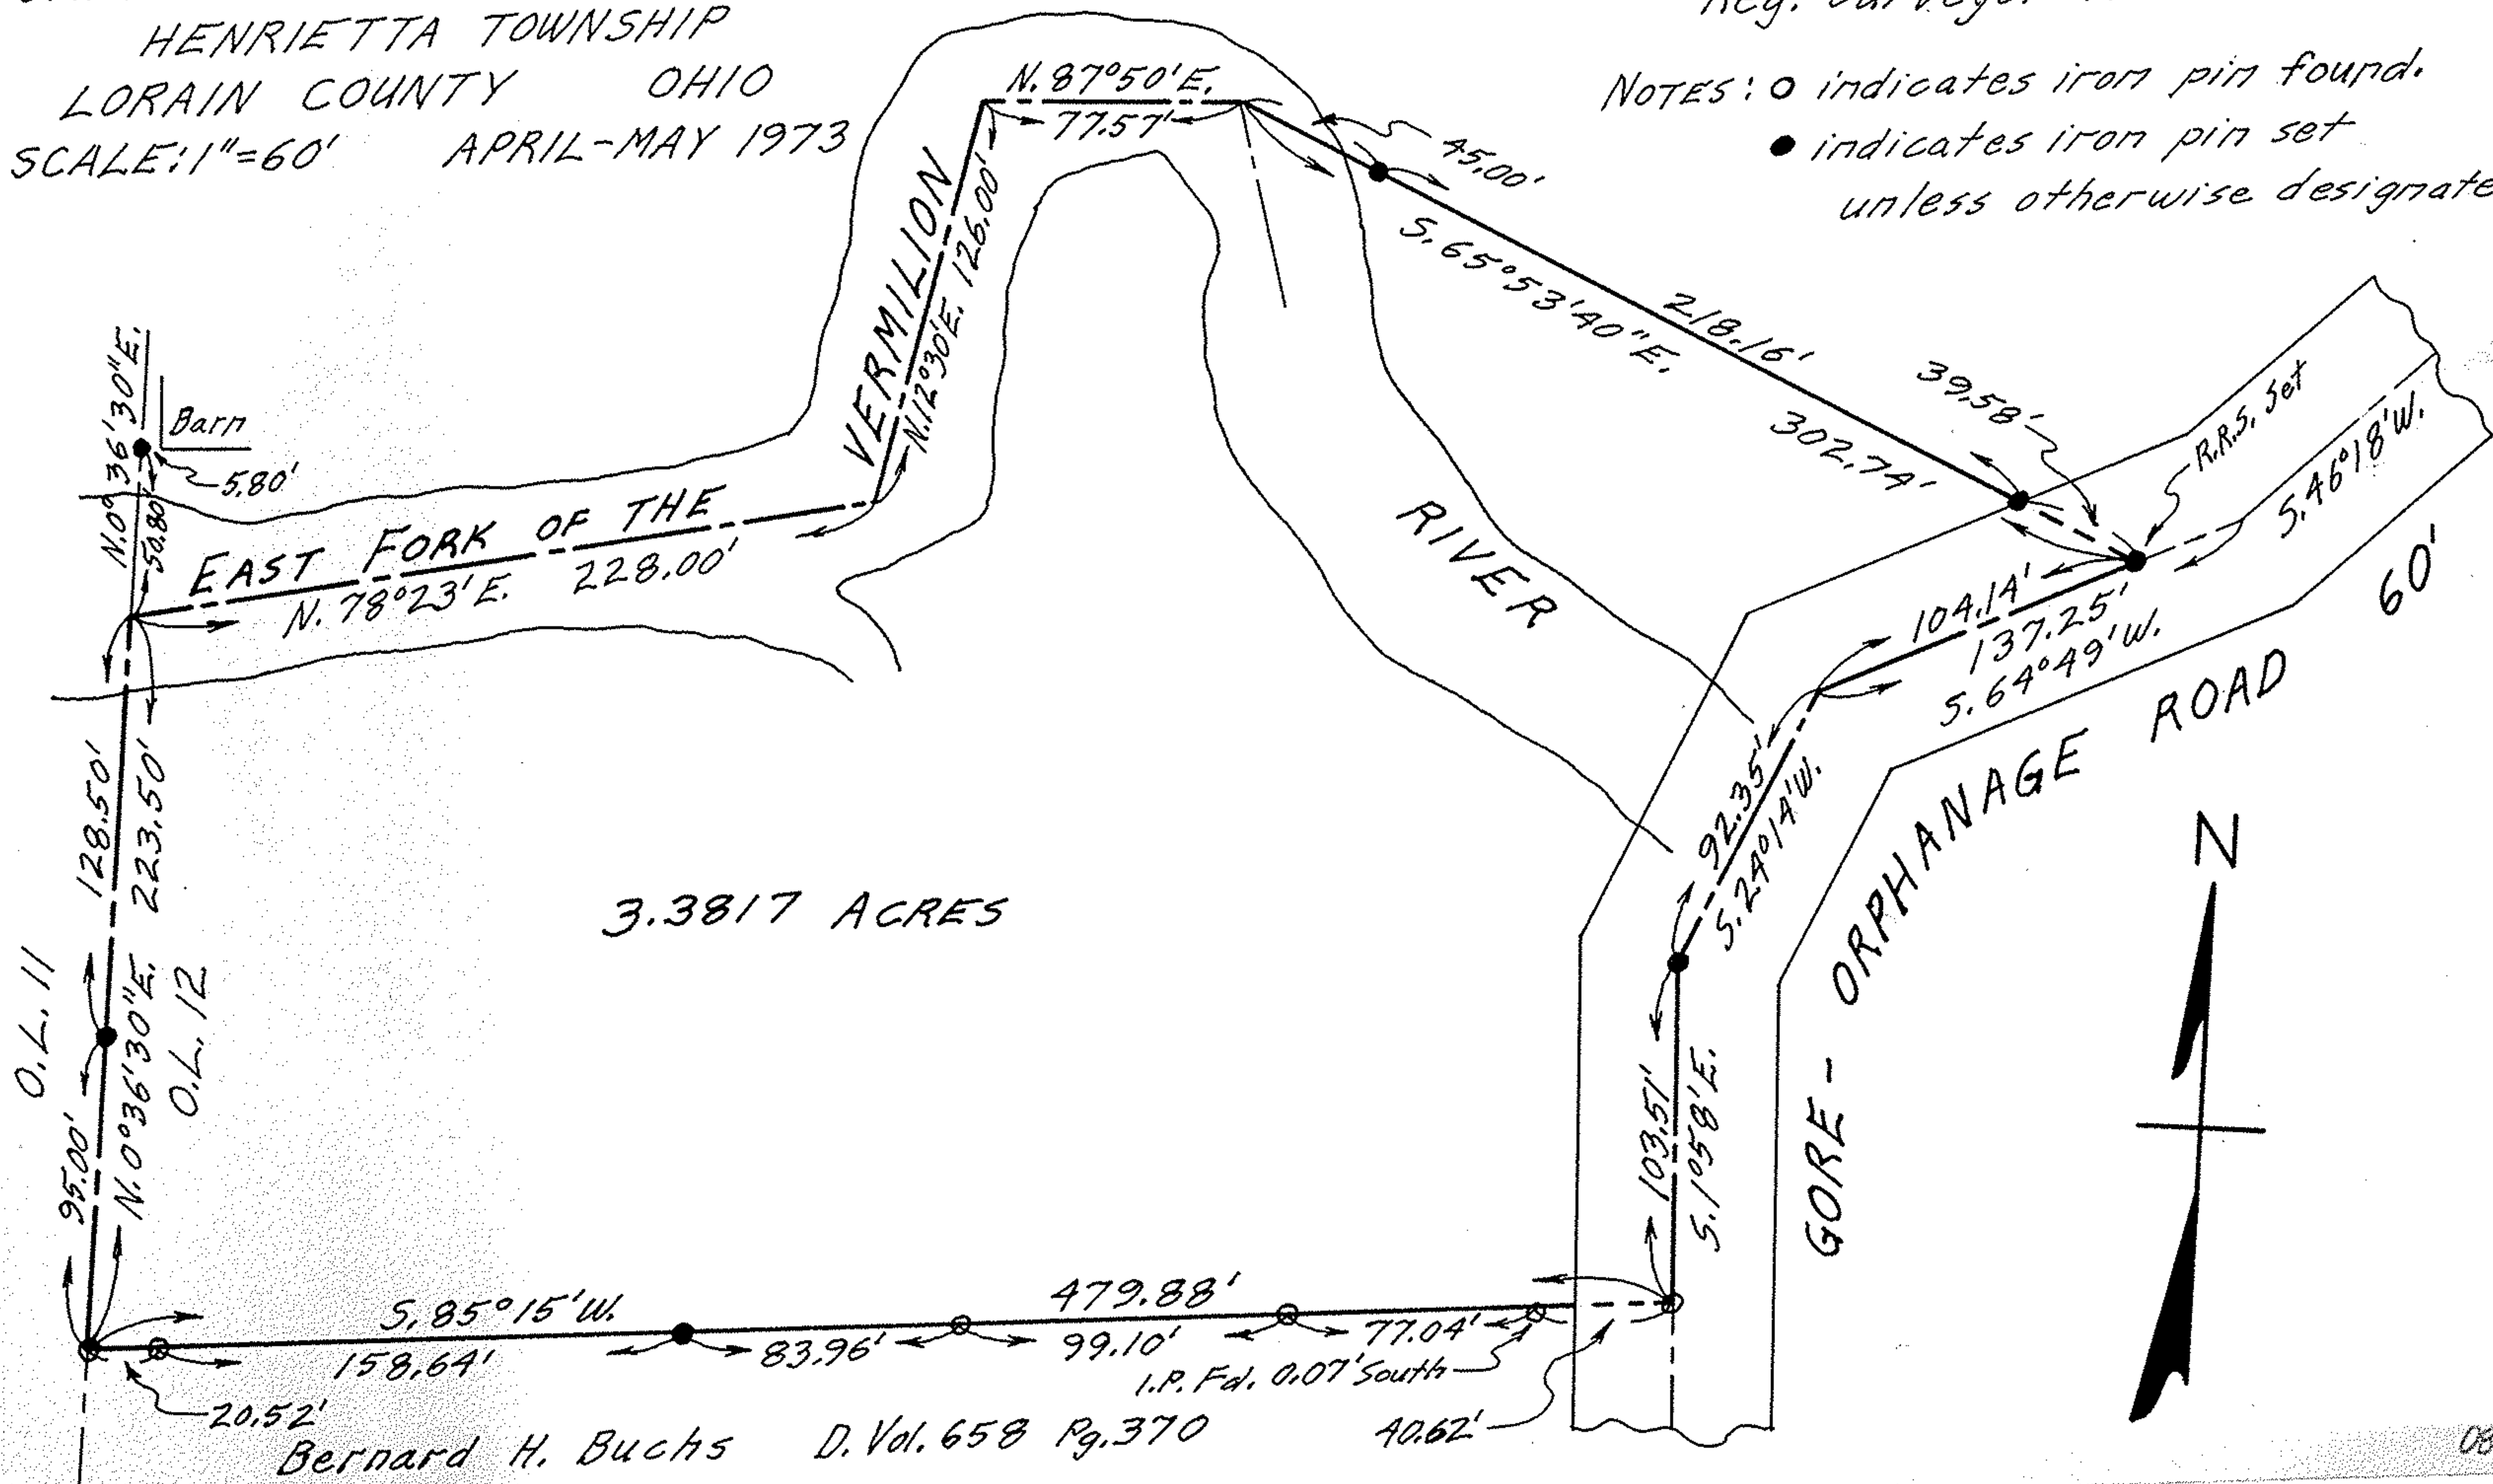 HENRIETTA TOWNSHIP
LORAIN COUNTY OHIO
SCALE: 1"=60' APRIL-MAY 1973
NOTES: o indicates iron pin found.
● indicates iron pin set
unless otherwise designate
N. 87°50'E.
77.57'
45.00'
S. 65°53'40"E.
218.16'
302.74'
39.58'
R.R.S. Set
S. 46°18'W.
60'
VERMILION
N. 12°30'E. 126.00'
N. 0°36'30"E.
Barn
5.80'
50.80'
EAST FORK OF THE
N. 78°23'E. 228.00'
RIVER
104.14'
137.25'
S. 64°49'W.
92.35'
S. 24°14'W.
GORE - ORPHANAGE ROAD
N
128.50'
223.50'
3.3817 ACRES
O.L. 11
N. 0°36'30"E.
O.L. 12
95.00'
103.51'
S. 1°58'E.
S. 85°15'W.
479.88'
158.64'
83.96'
99.10'
77.04'
I.P. Fd. 0.07' South
20.52'
40.62'
Bernard H. Buchs D. Vol. 658 Pg. 370
08